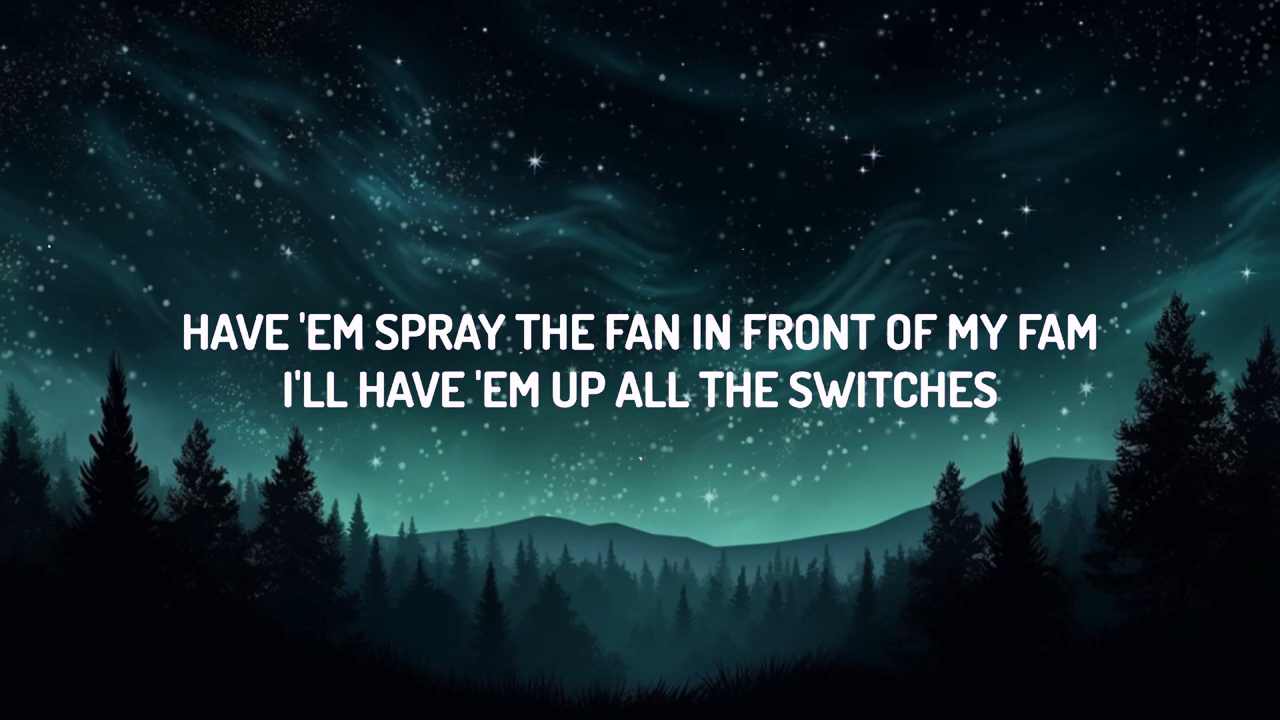 HAVE 'EM SPRAY THE FAN IN FRONT OF MY FAM
I'LL HAVE 'EM UP ALL THE SWITCHES